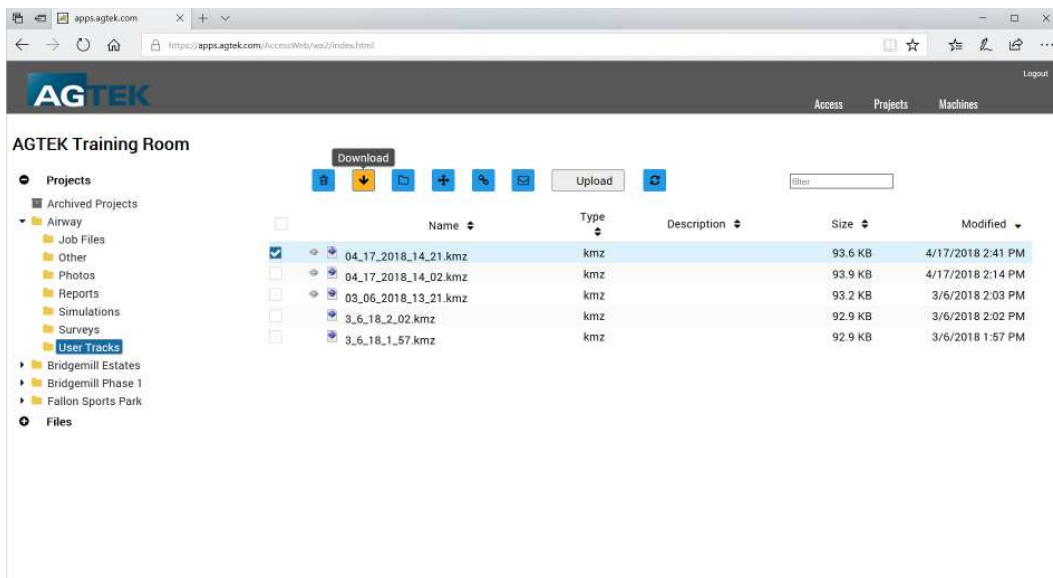 apps.agtek.com
https://apps.agtek.com/AccessWeb/wa2/index.html
Logout
AGTEK
Access Projects Machines
AGTEK Training Room
Download
Projects
Upload
filter
Archived Projects
Name Type Description Size Modified
Airway
Job Files
04_17_2018_14_21.kmz kmz 93.6 KB 4/17/2018 2:41 PM
Other
04_17_2018_14_02.kmz kmz 93.9 KB 4/17/2018 2:14 PM
Photos
03_06_2018_13_21.kmz kmz 93.2 KB 3/6/2018 2:03 PM
Reports
3_6_18_2_02.kmz kmz 92.9 KB 3/6/2018 2:02 PM
Simulations
3_6_18_1_57.kmz kmz 92.9 KB 3/6/2018 1:57 PM
Surveys
User Tracks
Bridgemill Estates
Bridgemill Phase 1
Fallon Sports Park
Files